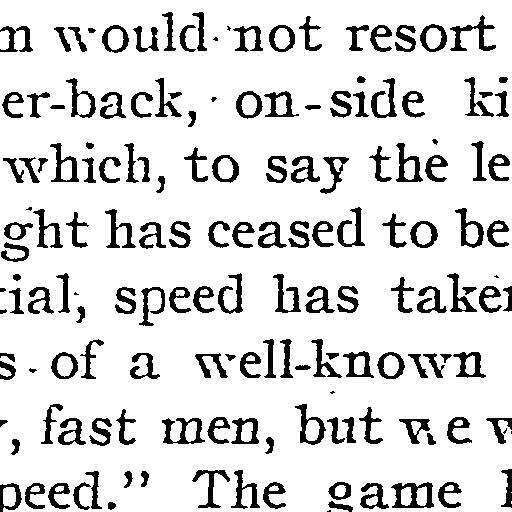 m would not resort
er-back, on-side ki
which, to say the le
ght has ceased to be
tial, speed has taken
s of a well-known
, fast men, but we w
peed.” The game